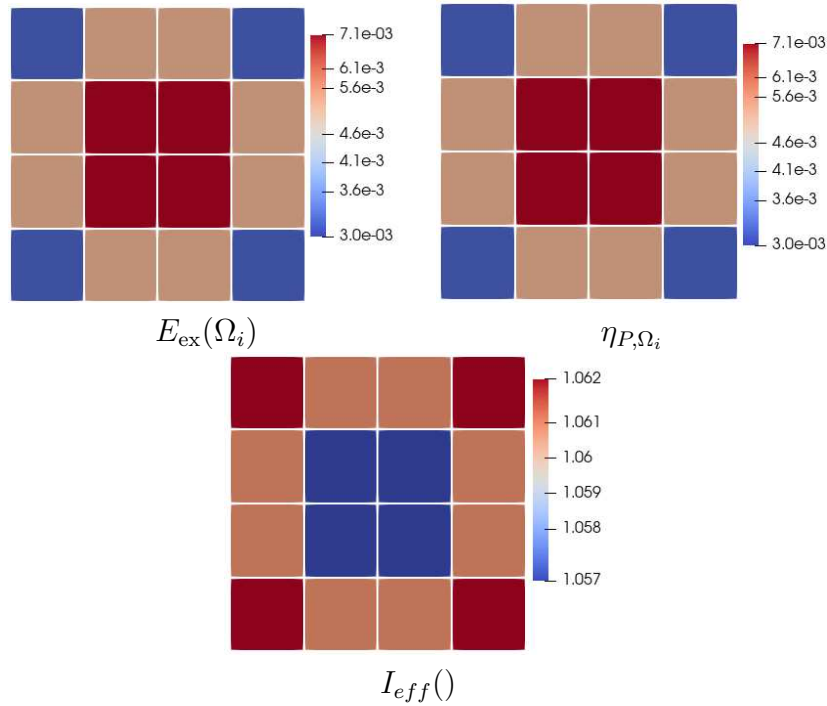 7.1e-03
6.1e-3
5.6e-3
4.6e-3
4.1e-3
3.6e-3
3.0e-03
7.1e-03
6.1e-3
5.6e-3
4.6e-3
4.1e-3
3.6e-3
3.0e-03
E_ex(Ω_i)
η_{P,Ω_i}
1.062
1.061
1.06
1.059
1.058
1.057
I_{eff}()